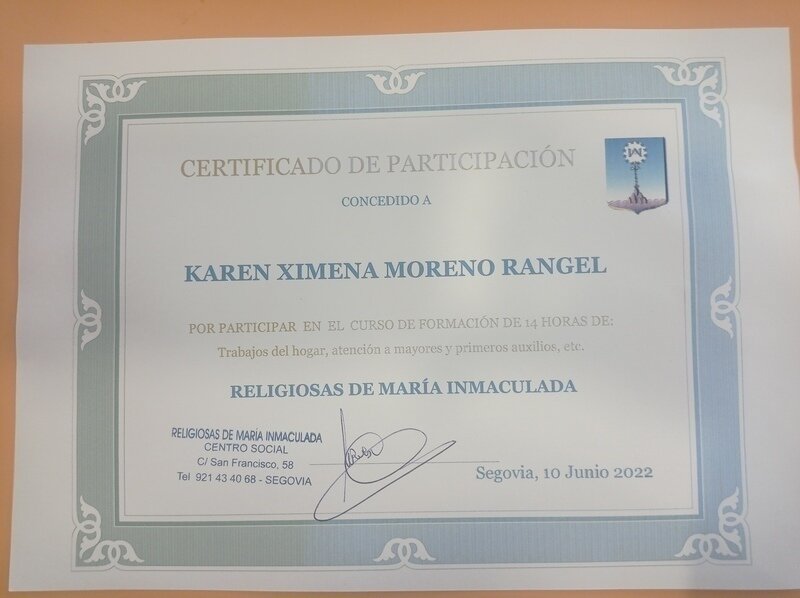 CERTIFICADO DE PARTICIPACIÓN
CONCEDIDO A
KAREN XIMENA MORENO RANGEL
POR PARTICIPAR EN EL CURSO DE FORMACIÓN DE 14 HORAS DE:
Trabajos del hogar, atención a mayores y primeros auxilios, etc.
RELIGIOSAS DE MARÍA INMACULADA
RELIGIOSAS DE MARÍA INMACULADA
CENTRO SOCIAL
C/ San Francisco, 58
Tel 921 43 40 68 - SEGOVIA
Segovia, 10 Junio 2022